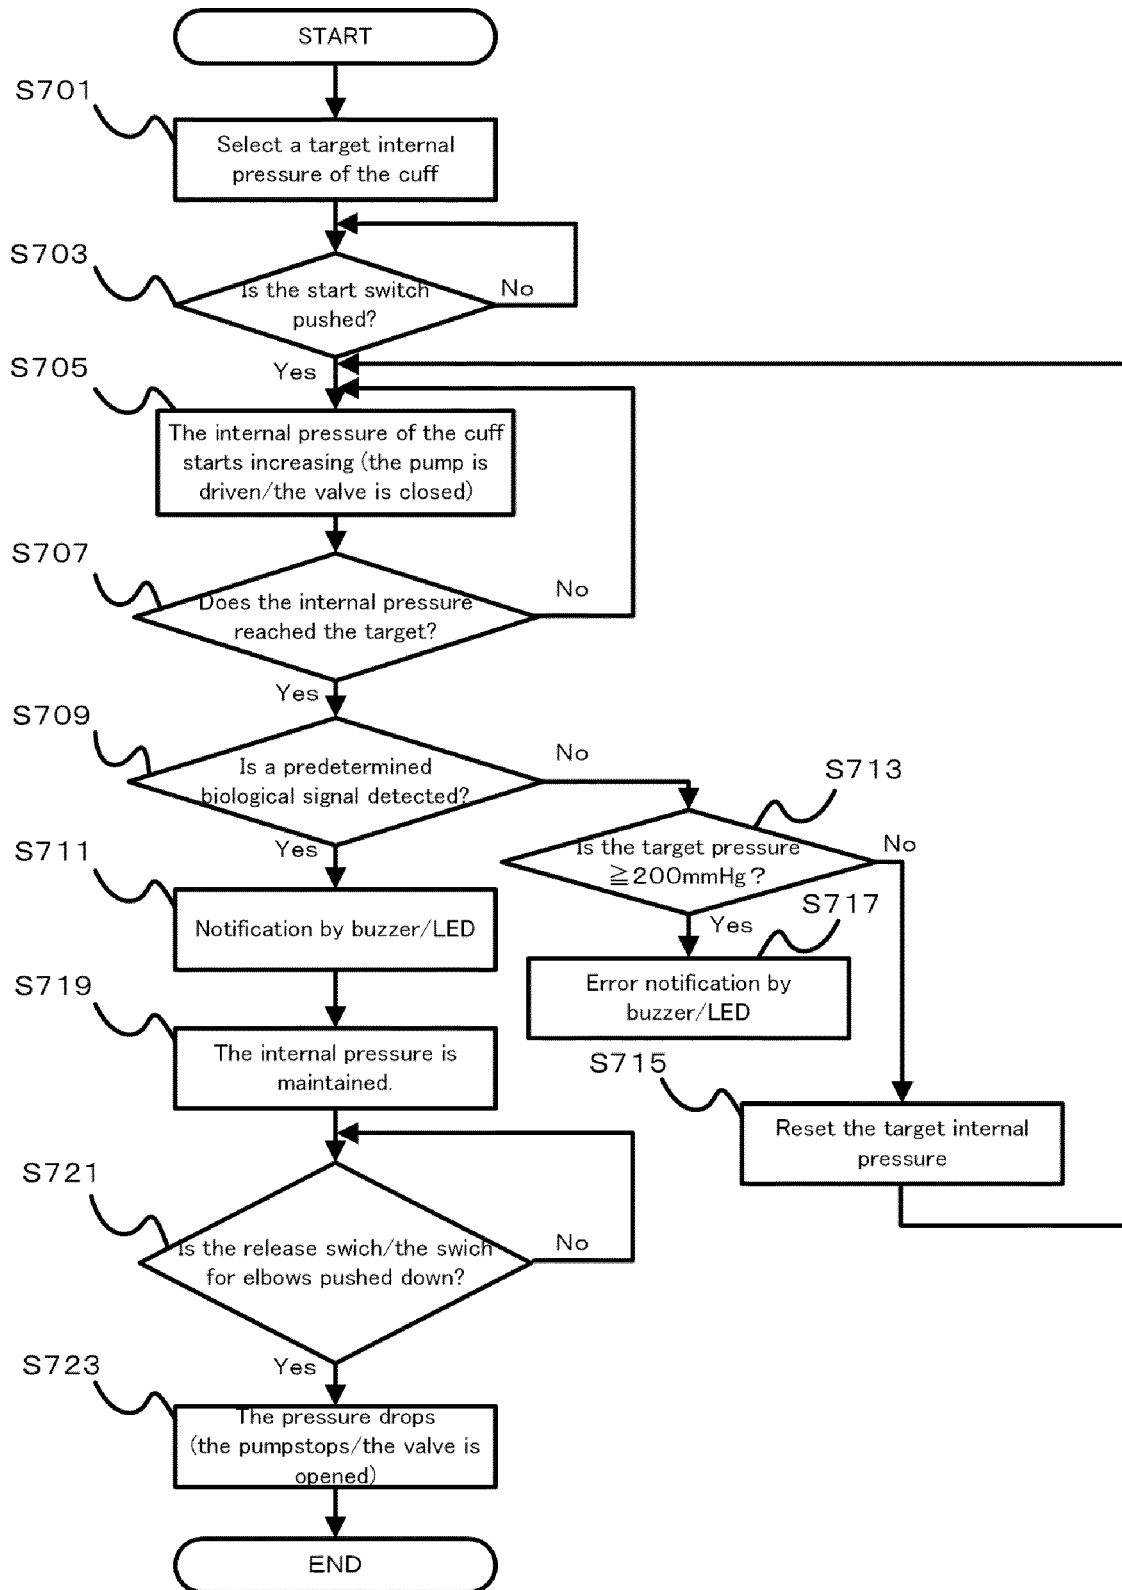 START
S701
Select a target internal
pressure of the cuff
S703
Is the start switch
pushed?
No
Yes
S705
The internal pressure of the cuff
starts increasing (the pump is
driven/the valve is closed)
S707
Does the internal pressure
reached the target?
No
Yes
S709
Is a predetermined
biological signal detected?
No
Yes
S713
Is the target pressure
≧200mmHg?
No
Yes
S711
Notification by buzzer/LED
S717
Error notification by
buzzer/LED
S719
The internal pressure is
maintained.
S715
Reset the target internal
pressure
S721
Is the release swich/the swich
for elbows pushed down?
No
Yes
S723
The pressure drops
(the pumpstops/the valve is
opened)
END